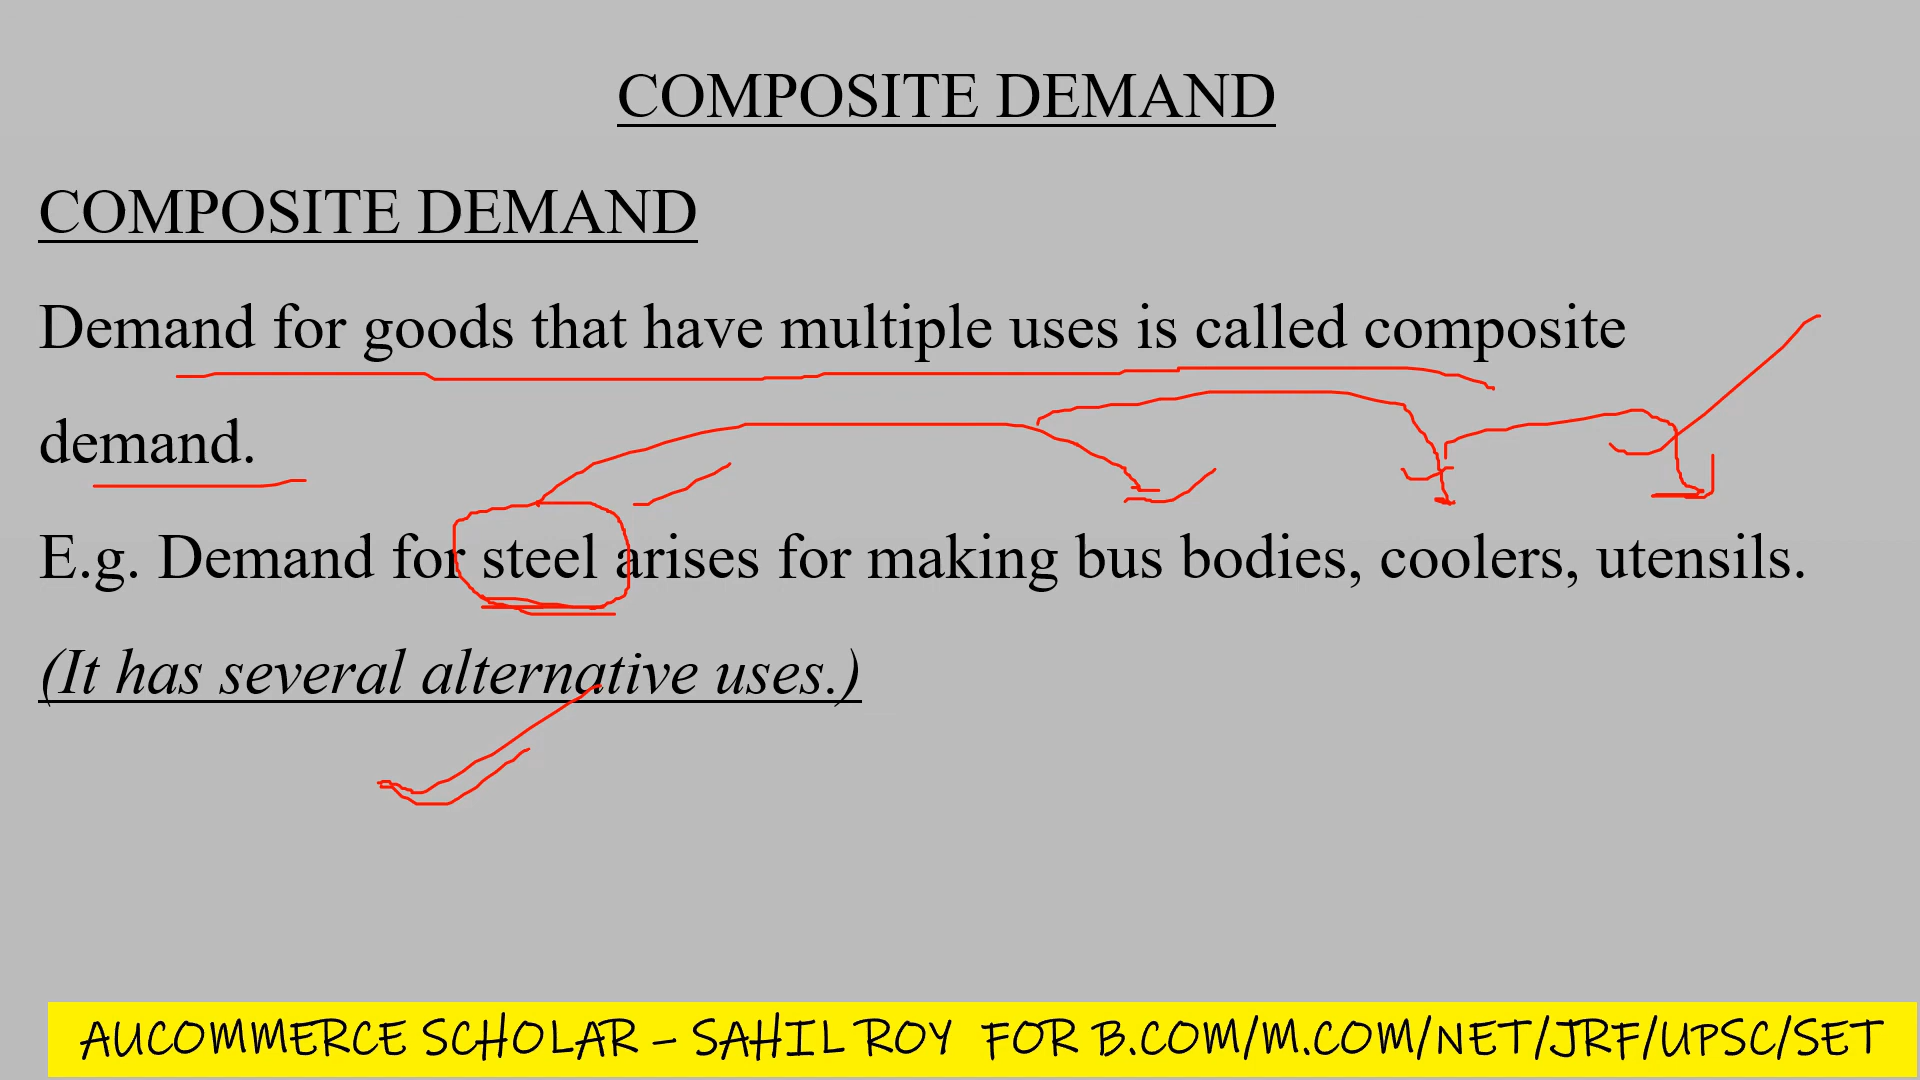 COMPOSITE DEMAND
COMPOSITE DEMAND
Demand for goods that have multiple uses is called composite
demand.
E.g. Demand for steel arises for making bus bodies, coolers, utensils.
(It has several alternative uses.)
AUCOMMERCE SCHOLAR – SAHIL ROY FOR B.COM/M.COM/NET/JRF/UPSC/SET